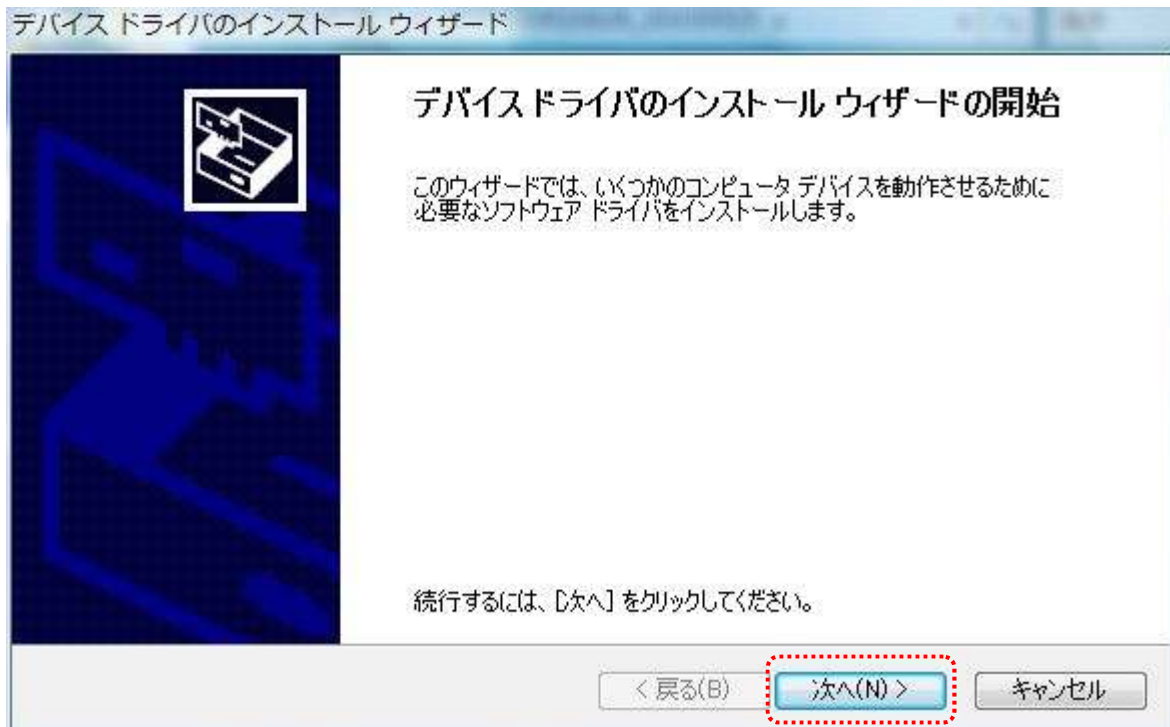 デバイス ドライバのインストール ウィザード
デバイス ドライバのインストール ウィザードの開始
このウィザードでは、いくつかのコンピュータ デバイスを動作させるために
必要なソフトウェア ドライバをインストールします。
続行するには、[次へ] をクリックしてください。
< 戻る(B)
次へ(N) >
キャンセル